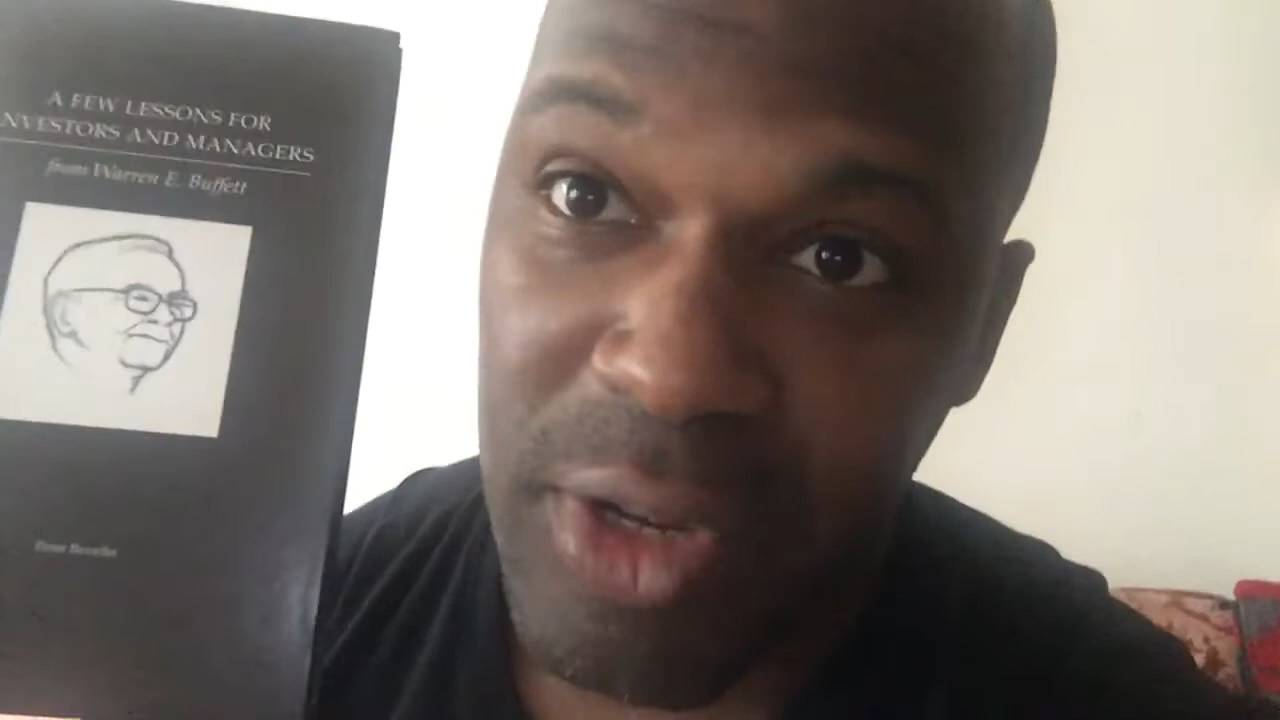 A FEW LESSONS FOR
NVESTORS AND MANAGERS
from Warren E. Buffett